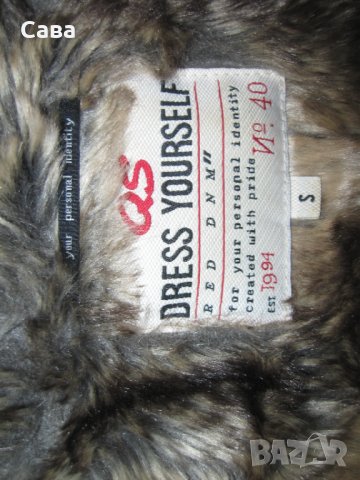 Сава
your personal identity
QS
DRESS YOURSELF
RED DNM"
for your personal identity
created with pride
EST 1994 Nº 40
S
BAZAR